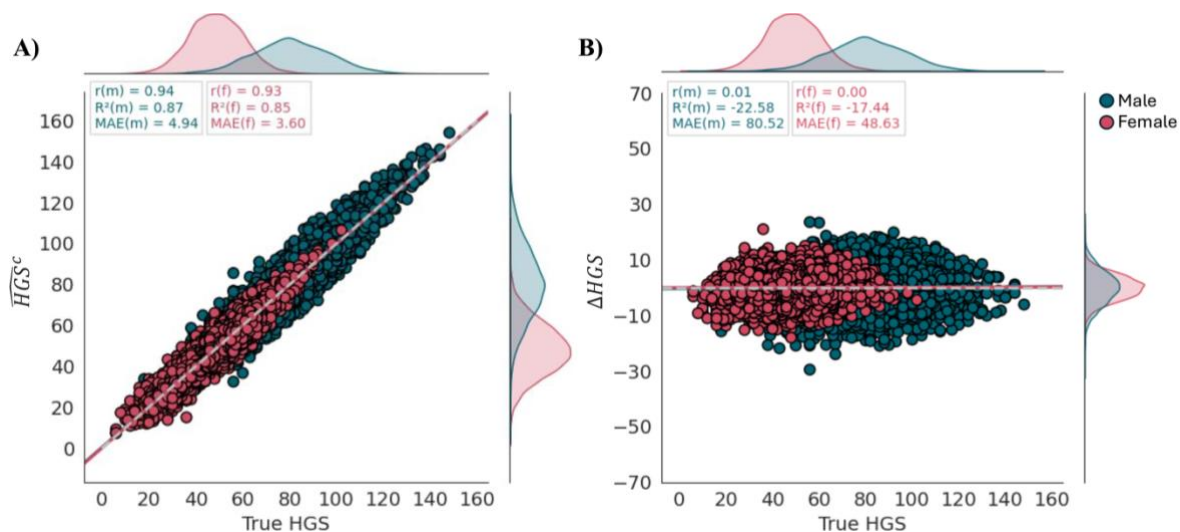 A)
r(m) = 0.94
R²(m) = 0.87
MAE(m) = 4.94
r(f) = 0.93
R²(f) = 0.85
MAE(f) = 3.60
160
140
120
100
80
60
40
20
0
\widehat{HGS}^c
0 20 40 60 80 100 120 140 160
True HGS
B)
r(m) = 0.01
R²(m) = -22.58
MAE(m) = 80.52
r(f) = 0.00
R²(f) = -17.44
MAE(f) = 48.63
70
50
30
10
−10
−30
−50
−70
ΔHGS
0 20 40 60 80 100 120 140 160
True HGS
Male
Female